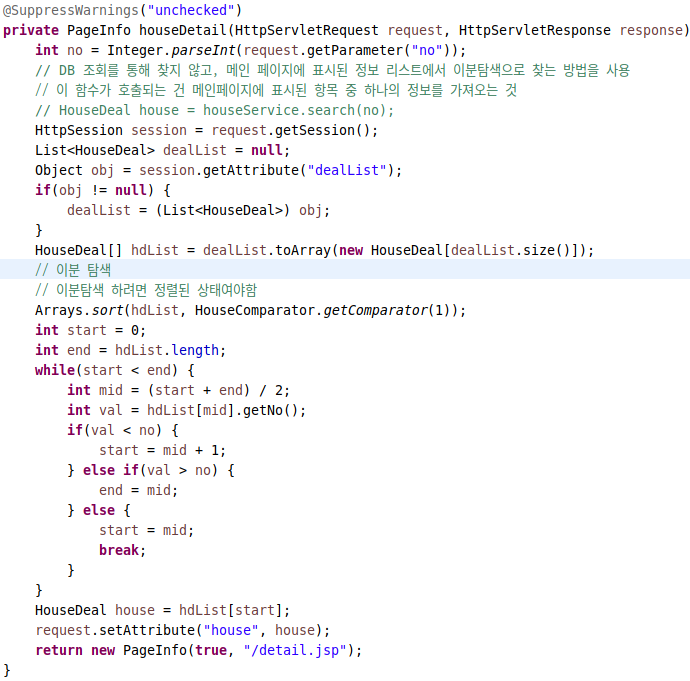 @SuppressWarnings("unchecked")
private PageInfo houseDetail(HttpServletRequest request, HttpServletResponse response)
    int no = Integer.parseInt(request.getParameter("no"));
    // DB 조회를 통해 찾지 않고, 메인 페이지에 표시된 정보 리스트에서 이분탐색으로 찾는 방법을 사용
    // 이 함수가 호출되는 건 메인페이지에 표시된 항목 중 하나의 정보를 가져오는 것
    // HouseDeal house = houseService.search(no);
    HttpSession session = request.getSession();
    List<HouseDeal> dealList = null;
    Object obj = session.getAttribute("dealList");
    if(obj != null) {
        dealList = (List<HouseDeal>) obj;
    }
    HouseDeal[] hdList = dealList.toArray(new HouseDeal[dealList.size()]);
    // 이분 탐색
    // 이분탐색 하려면 정렬된 상태여야함
    Arrays.sort(hdList, HouseComparator.getComparator(1));
    int start = 0;
    int end = hdList.length;
    while(start < end) {
        int mid = (start + end) / 2;
        int val = hdList[mid].getNo();
        if(val < no) {
            start = mid + 1;
        } else if(val > no) {
            end = mid;
        } else {
            start = mid;
            break;
        }
    }
    HouseDeal house = hdList[start];
    request.setAttribute("house", house);
    return new PageInfo(true, "/detail.jsp");
}